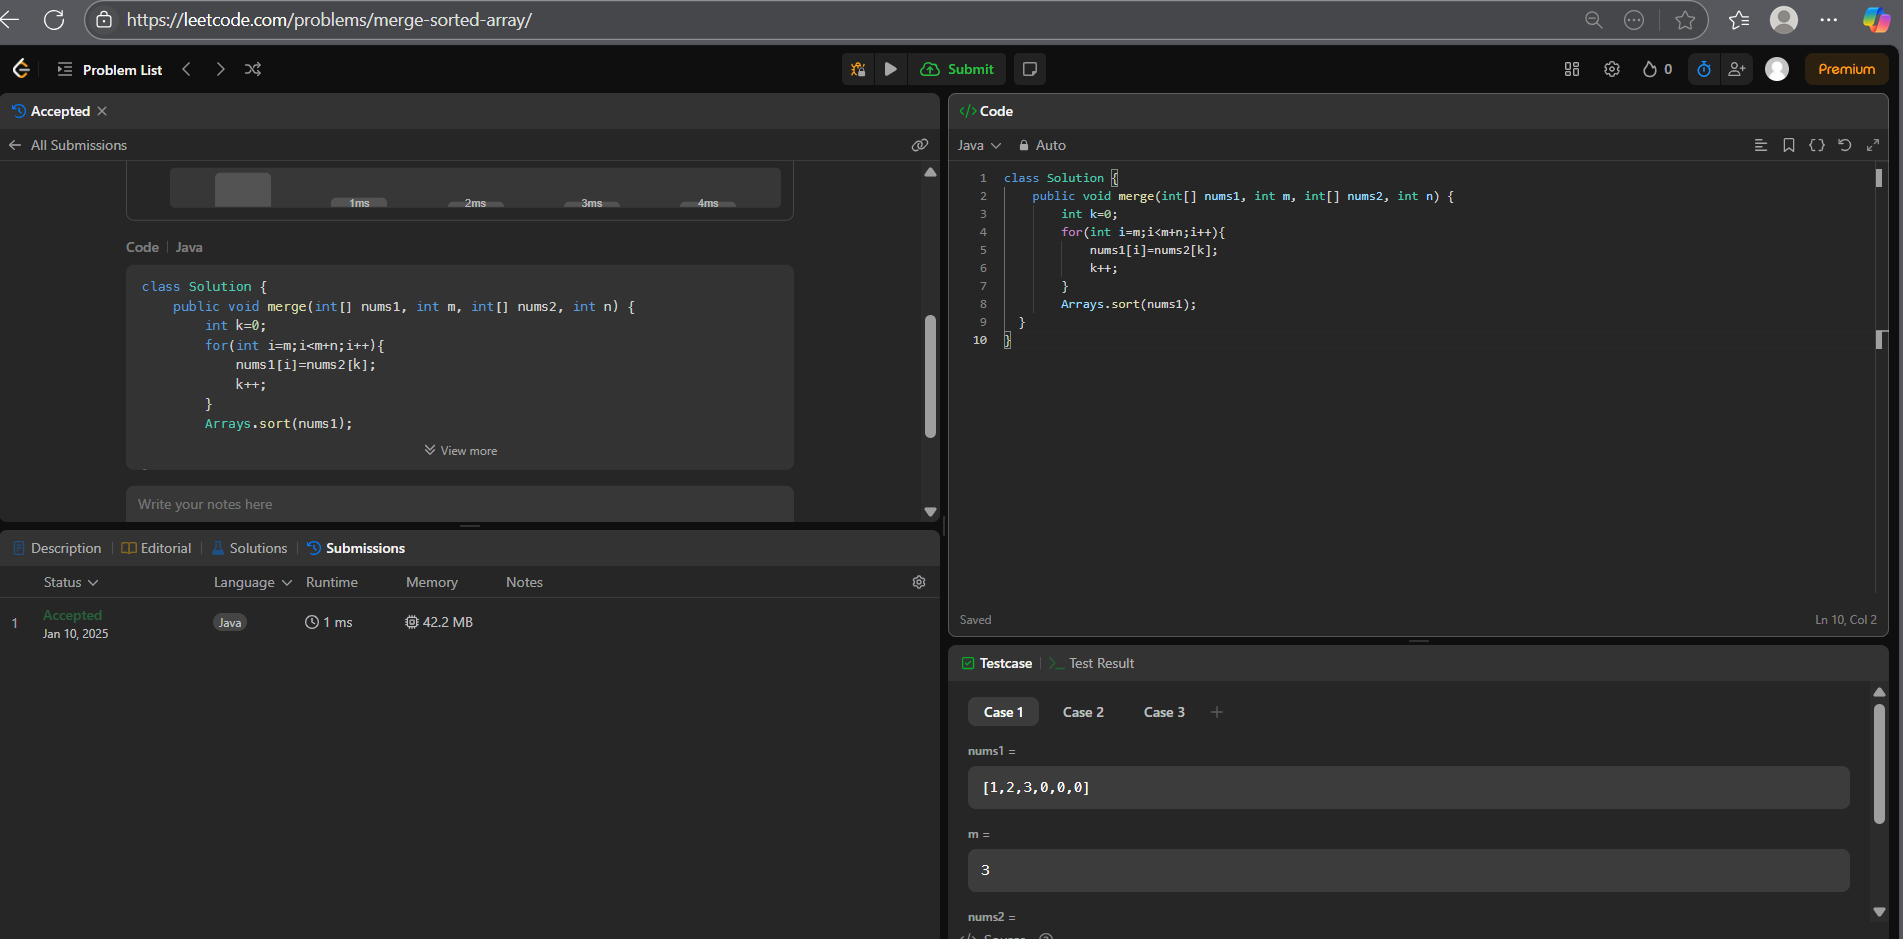 https://leetcode.com/problems/merge-sorted-array/
Problem List
Submit
0
Premium
Accepted
All Submissions
1ms 2ms 3ms 4ms
Code | Java
class Solution {
public void merge(int[] nums1, int m, int[] nums2, int n) {
int k=0;
for(int i=m;i<m+n;i++){
nums1[i]=nums2[k];
k++;
}
Arrays.sort(nums1);
View more
Write your notes here
Description | Editorial | Solutions | Submissions
Status Language Runtime Memory Notes
1 Accepted Java 1 ms 42.2 MB
Jan 10, 2025
</> Code
Java Auto
1 class Solution {
2 public void merge(int[] nums1, int m, int[] nums2, int n) {
3 int k=0;
4 for(int i=m;i<m+n;i++){
5 nums1[i]=nums2[k];
6 k++;
7 }
8 Arrays.sort(nums1);
9 }
10 }
Saved Ln 10, Col 2
Testcase | >_ Test Result
Case 1 Case 2 Case 3 +
nums1 =
[1,2,3,0,0,0]
m =
3
nums2 =
</> Source